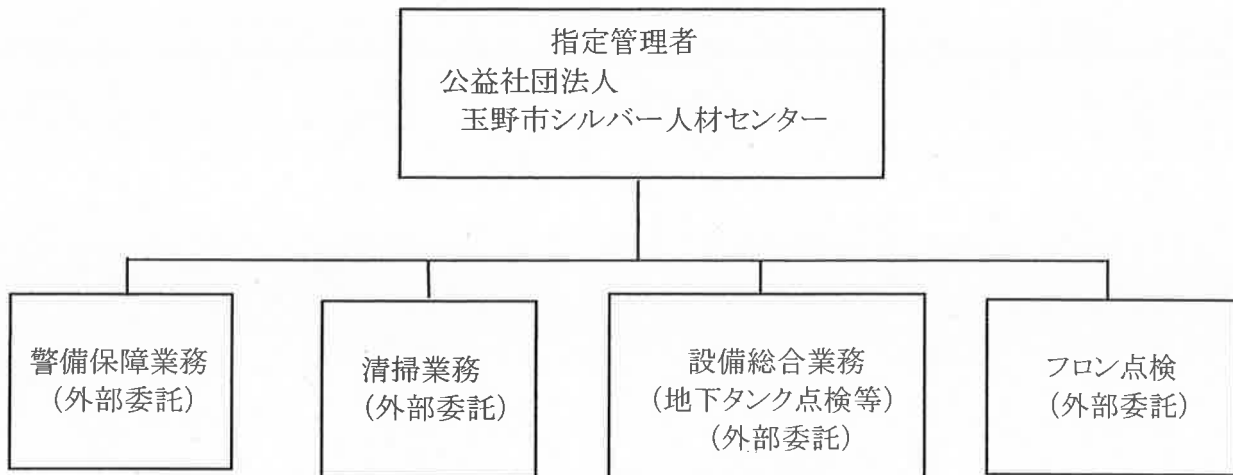 指定管理者
公益社団法人
玉野市シルバー人材センター
警備保障業務
(外部委託)
清掃業務
(外部委託)
設備総合業務
(地下タンク点検等)
(外部委託)
フロン点検
(外部委託)